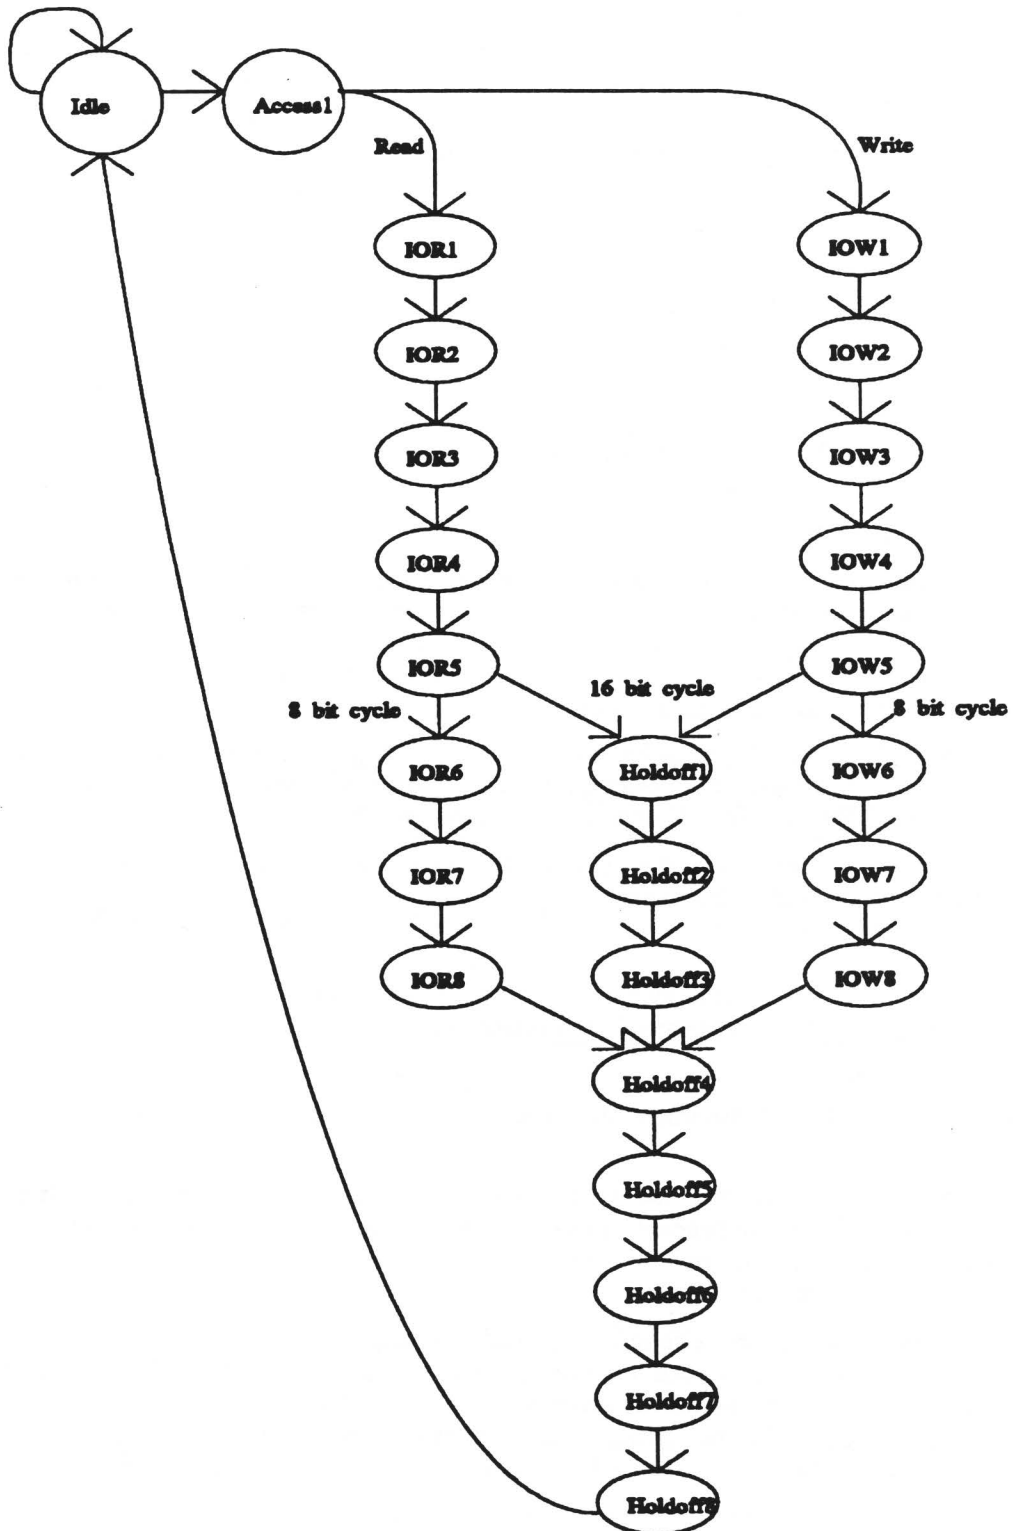 Idle
Access1
Read
Write
IOR1
IOW1
IOR2
IOW2
IOR3
IOW3
IOR4
IOW4
IOR5
16 bit cycle
IOW5
8 bit cycle
8 bit cycle
IOR6
Holdoff1
IOW6
IOR7
Holdoff2
IOW7
IOR8
Holdoff3
IOW8
Holdoff4
Holdoff5
Holdoff6
Holdoff7
Holdoff8